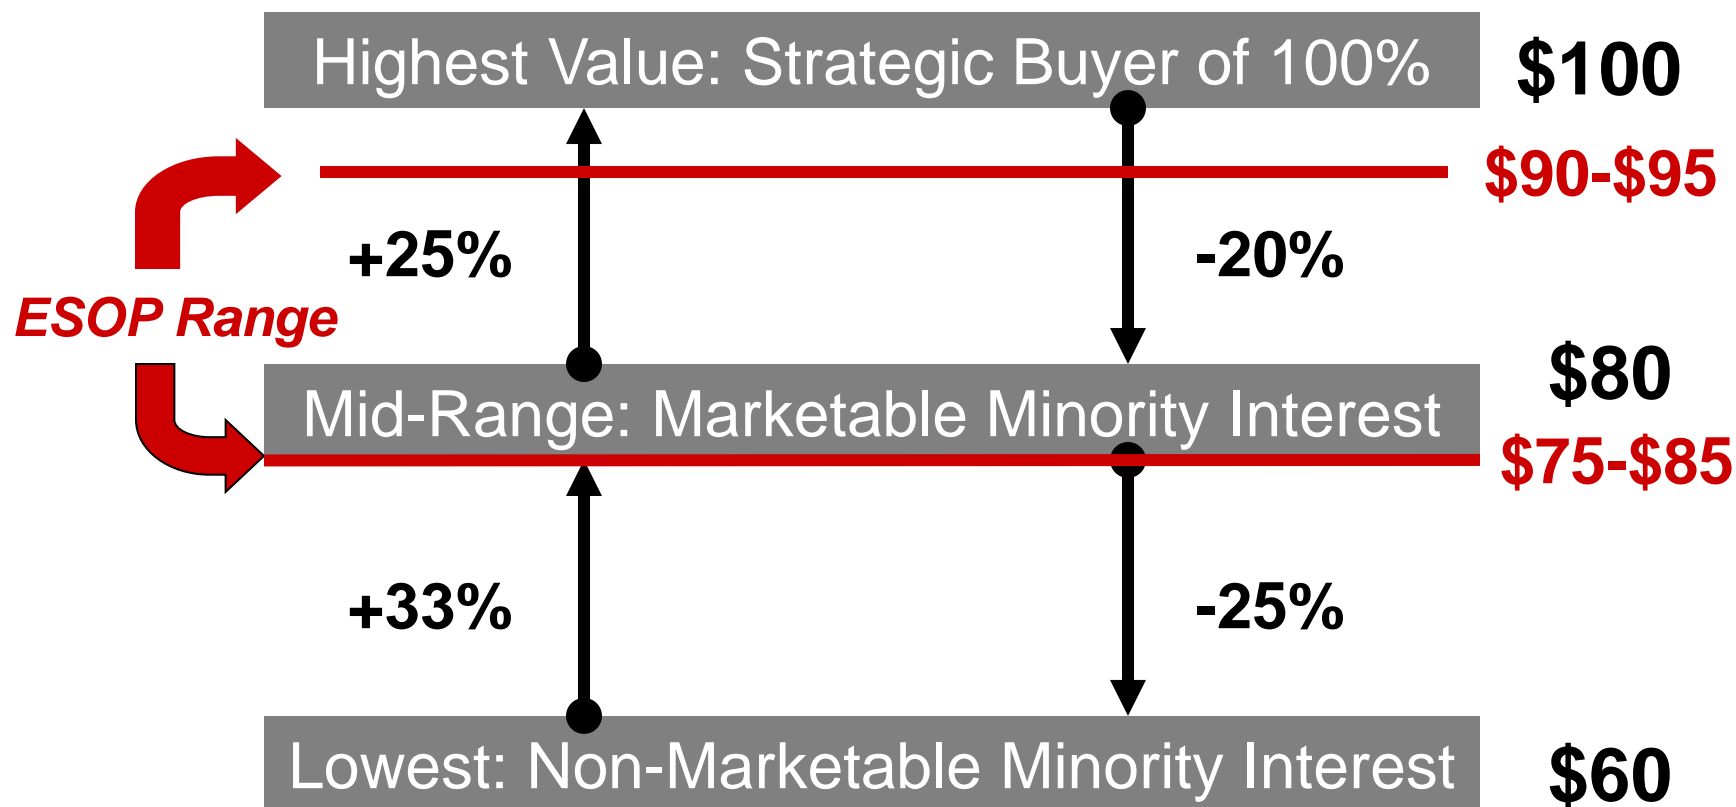 Highest Value: Strategic Buyer of 100%
$100
$90-$95
+25%
-20%
ESOP Range
$80
Mid-Range: Marketable Minority Interest
$75-$85
+33%
-25%
Lowest: Non-Marketable Minority Interest
$60